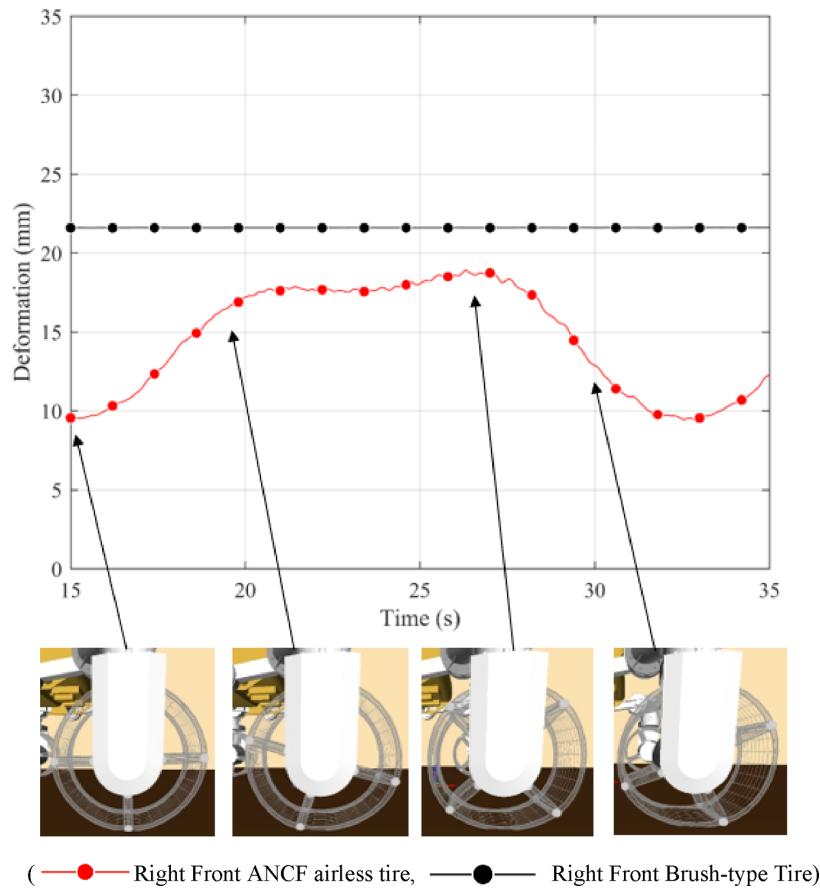 35
30
25
20
15
10
5
0
Deformation (mm)
15 20 25 30 35
Time (s)
( Right Front ANCF airless tire, Right Front Brush-type Tire)